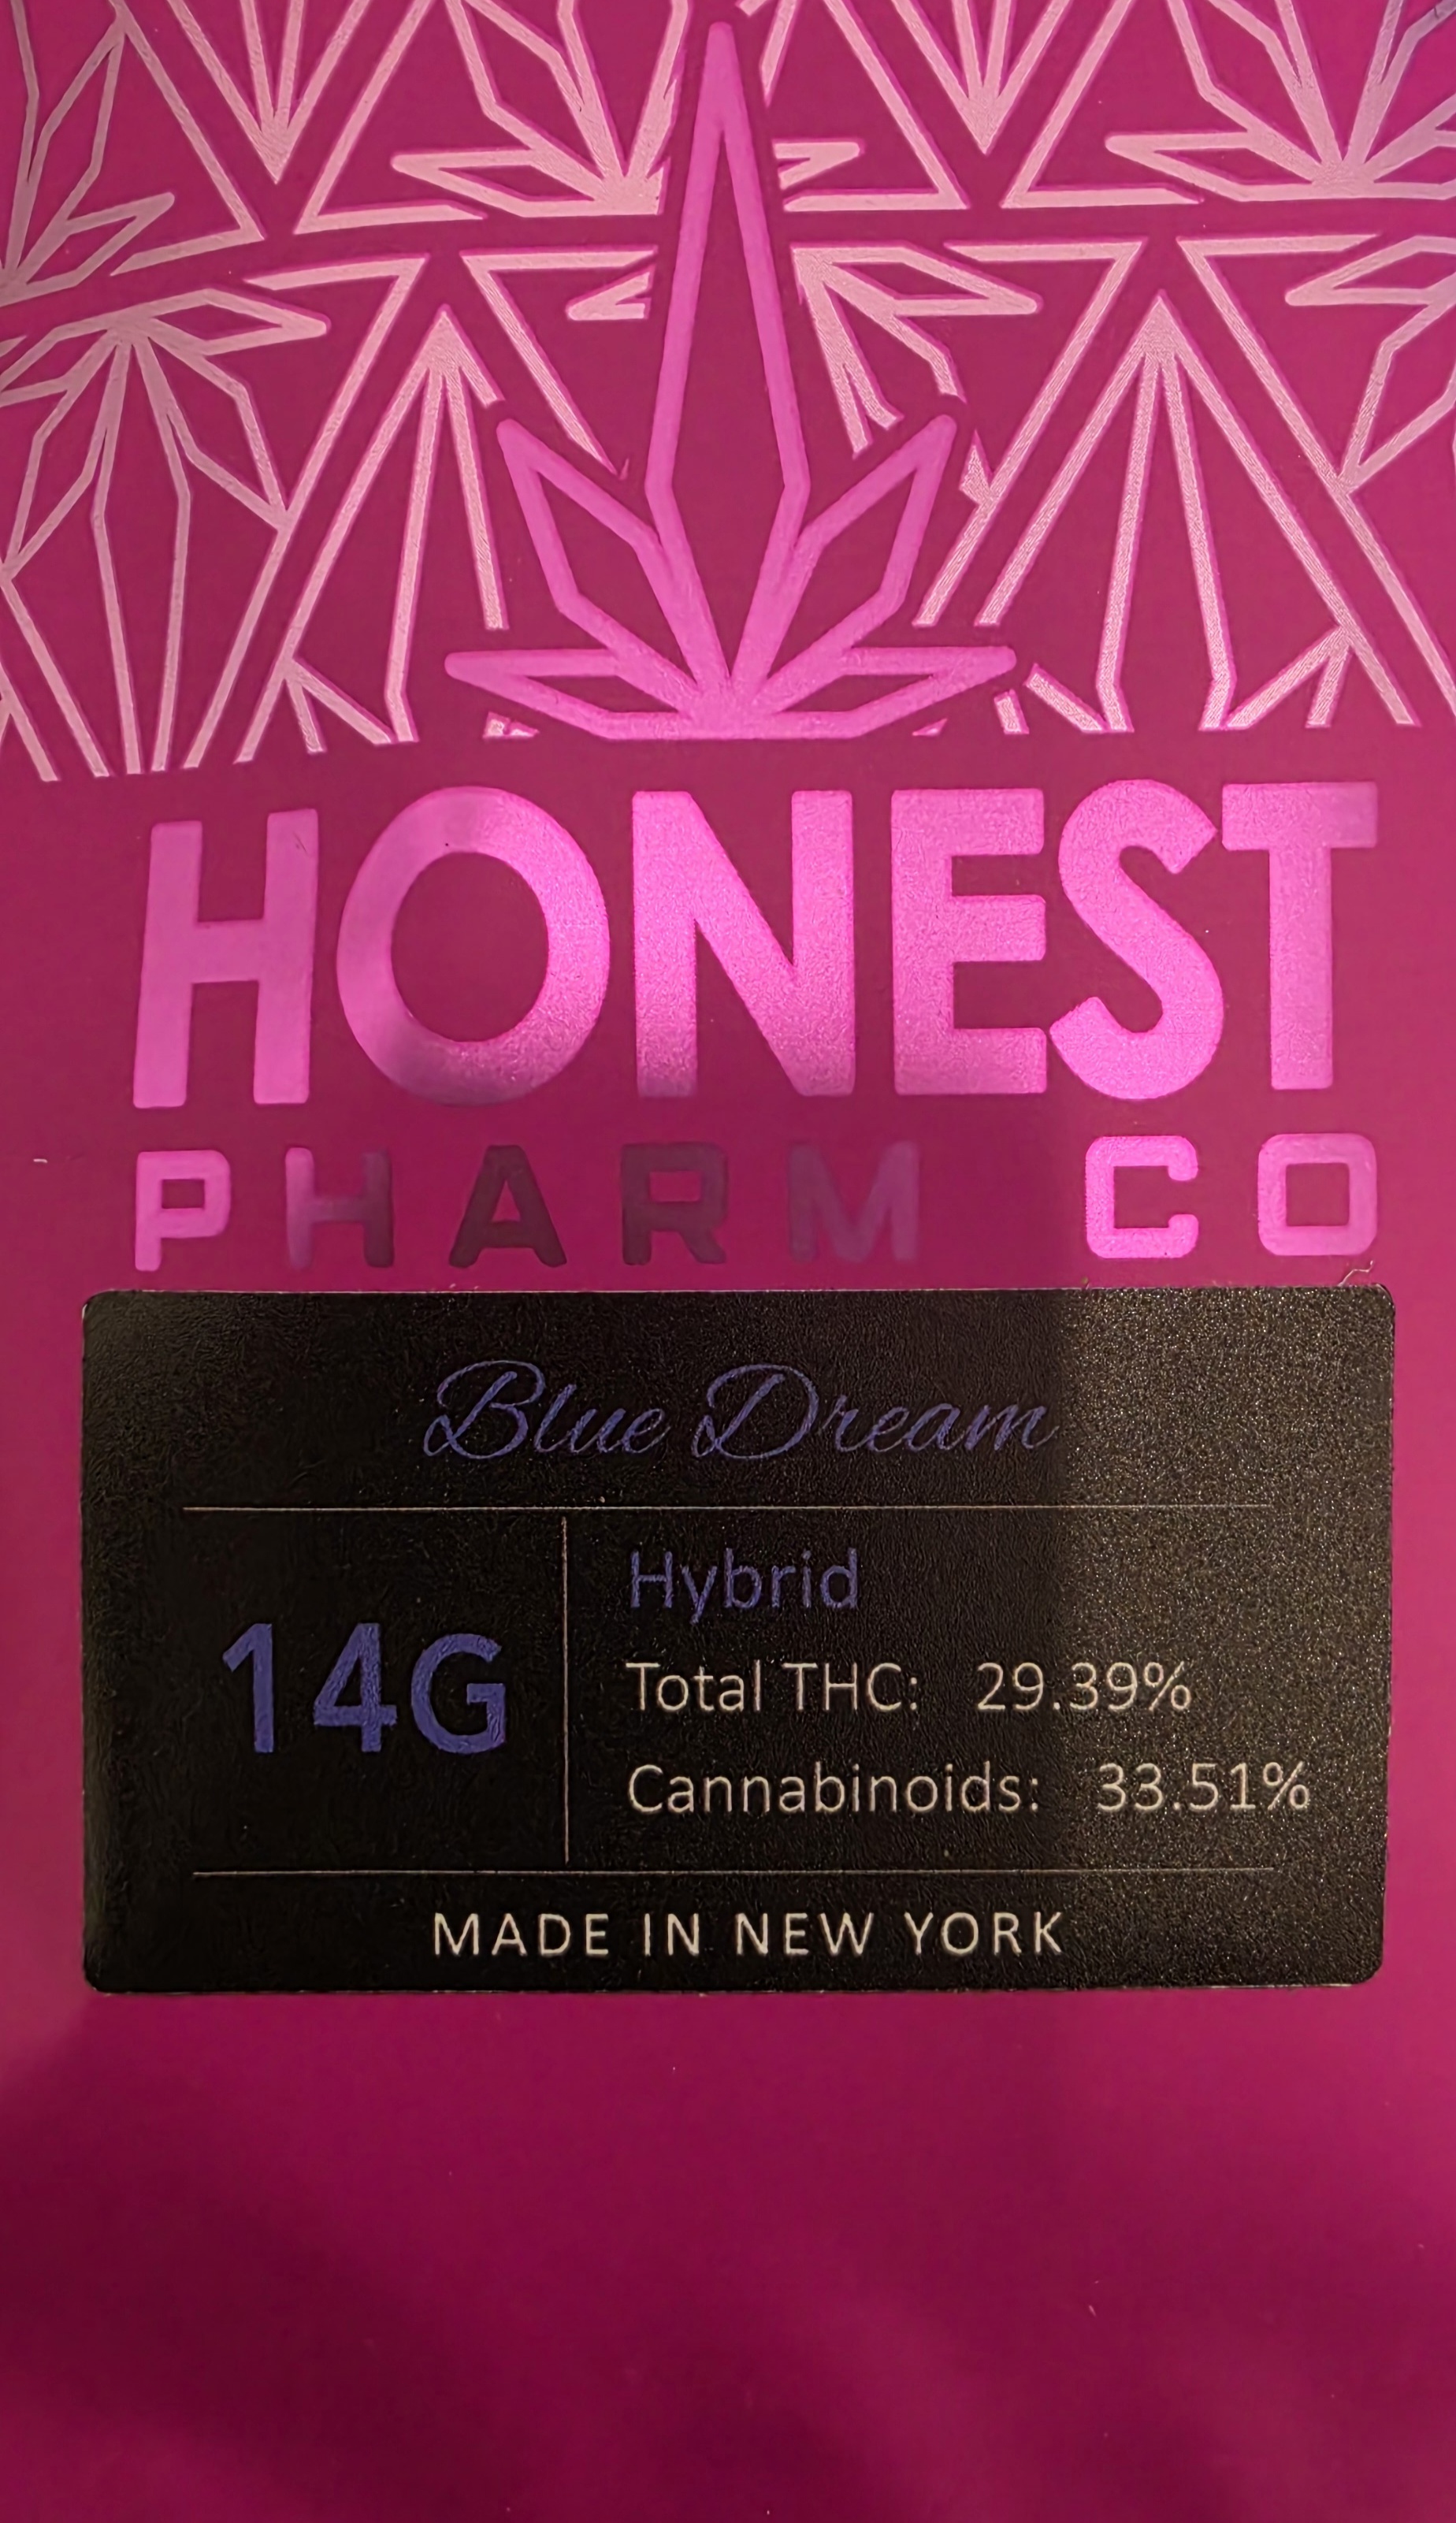 HONEST
PHARM CO
Blue Dream
14G
Hybrid
Total THC: 29.39%
Cannabinoids: 33.51%
MADE IN NEW YORK